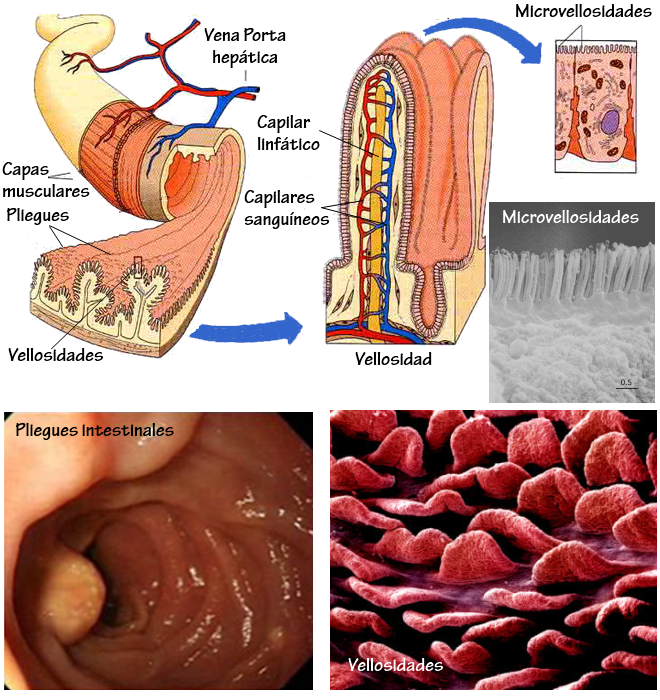 Microvellosidades
Vena Porta
hepática
Capilar
linfático
Capas
musculares
Pliegues
Capilares
sanguíneos
Microvellosidades
Vellosidades
Vellosidad
0.5
Pliegues intestinales
Vellosidades